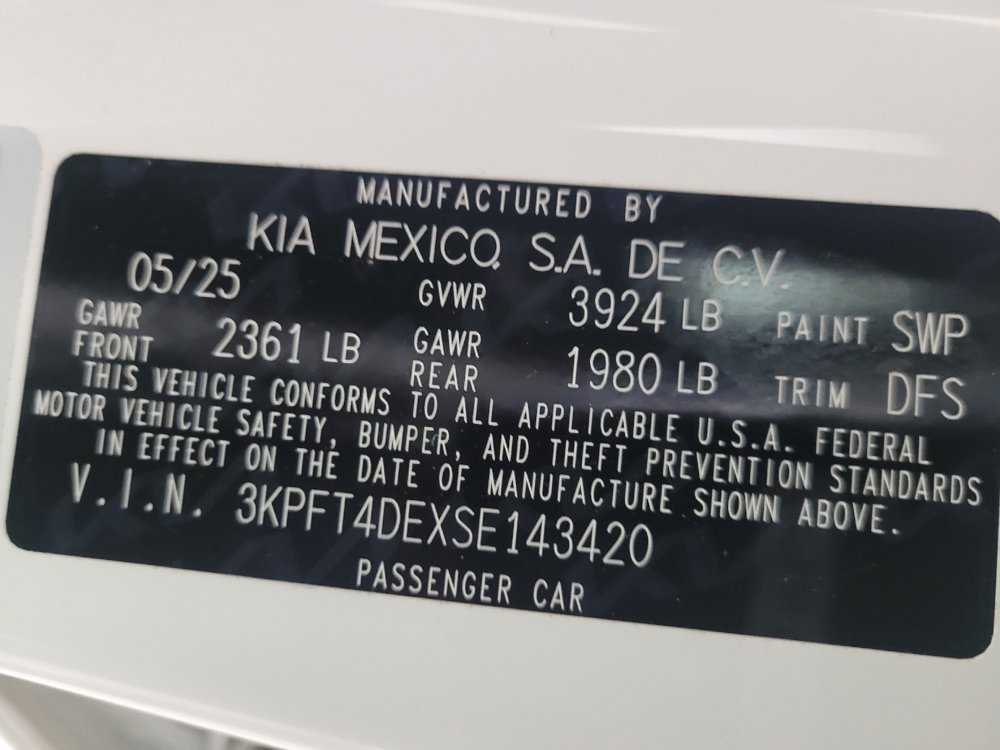 MANUFACTURED BY
KIA MEXICO, S.A. DE C.V.
05/25 GVWR 3924 LB PAINT SWP
GAWR FRONT 2361 LB GAWR REAR 1980 LB TRIM DFS
THIS VEHICLE CONFORMS TO ALL APPLICABLE U.S.A. FEDERAL
MOTOR VEHICLE SAFETY, BUMPER, AND THEFT PREVENTION STANDARDS
IN EFFECT ON THE DATE OF MANUFACTURE SHOWN ABOVE.
V.I.N. 3KPFT4DEXSE143420
PASSENGER CAR